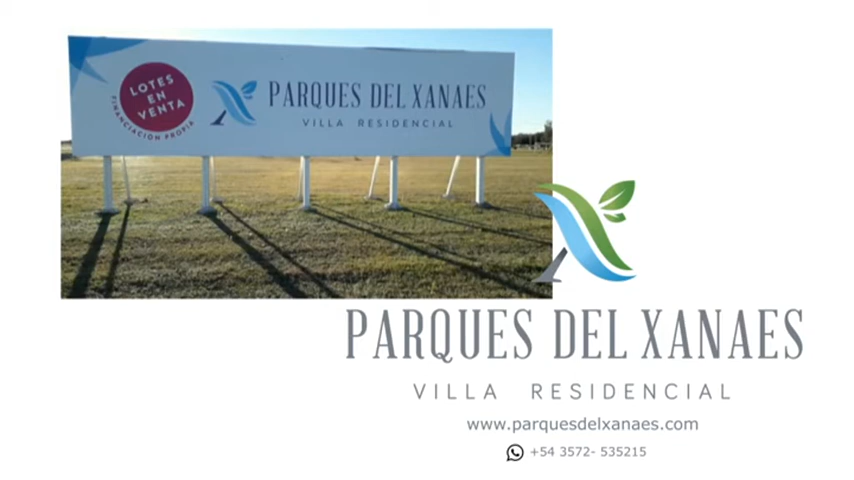 LOTES
EN
VENTA
FINANCIACION PROPIA
PARQUES DEL XANAES
VILLA RESIDENCIAL
PARQUES DEL XANAES
VILLA RESIDENCIAL
www.parquesdelxanaes.com
+54 3572- 535215